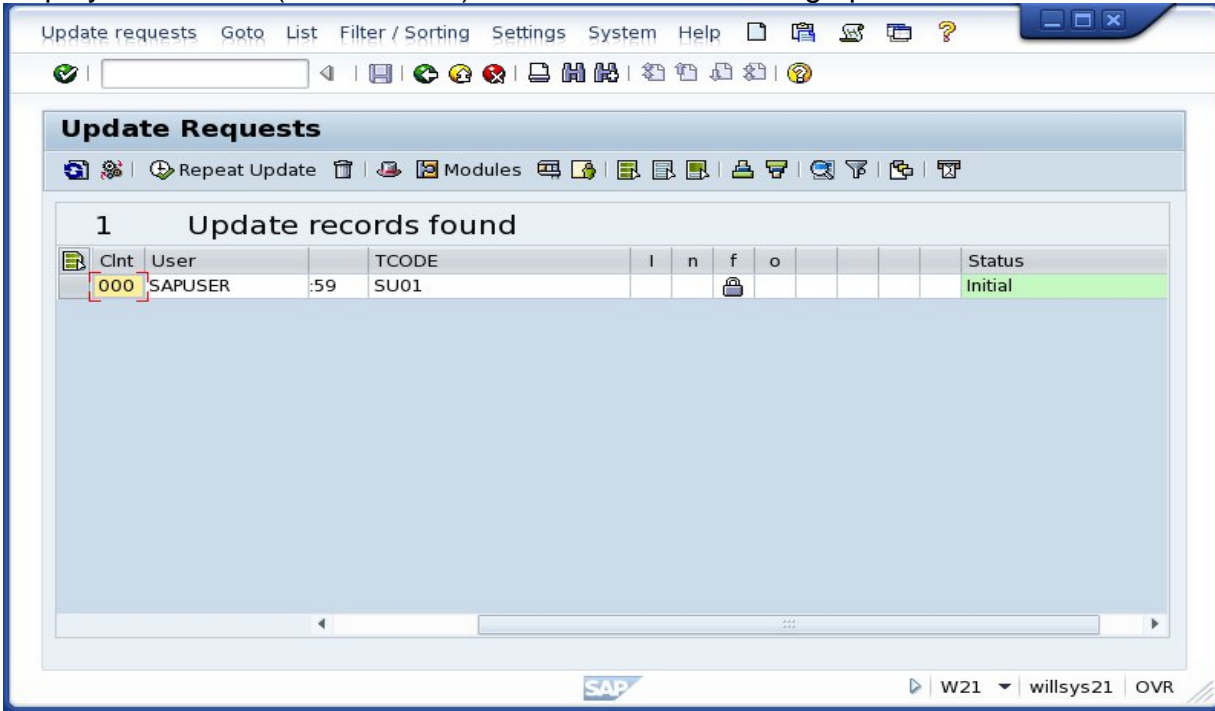 Update requests Goto List Filter / Sorting Settings System Help
Update Requests
Repeat Update Modules
1 Update records found
Clnt User TCODE I n f o Status
000 SAPUSER :59 SU01 Initial
SAP W21 willsys21 OVR